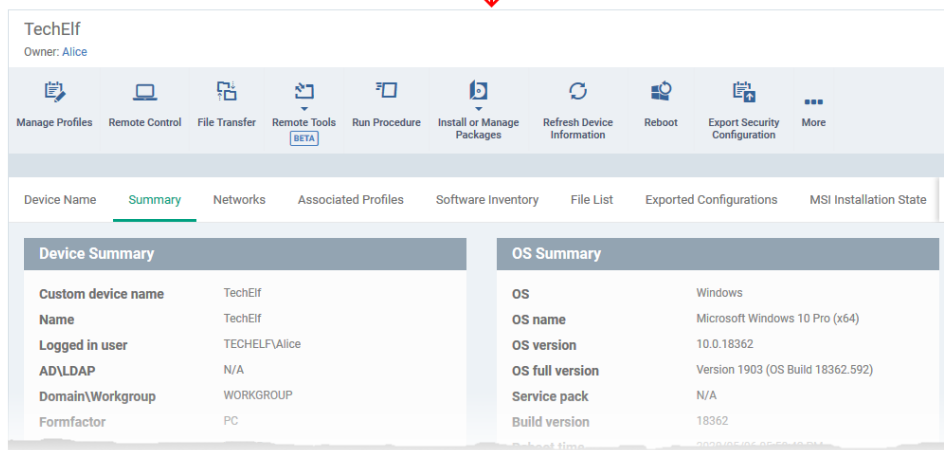 TechElf
Owner: Alice
Manage Profiles
Remote Control
File Transfer
Remote Tools
BETA
Run Procedure
Install or Manage
Packages
Refresh Device
Information
Reboot
Export Security
Configuration
More
Device Name Summary Networks Associated Profiles Software Inventory File List Exported Configurations MSI Installation State
Device Summary
Custom device name TechElf
Name TechElf
Logged in user TECHELF\Alice
AD\LDAP N/A
Domain\Workgroup WORKGROUP
Formfactor PC
OS Summary
OS Windows
OS name Microsoft Windows 10 Pro (x64)
OS version 10.0.18362
OS full version Version 1903 (OS Build 18362.592)
Service pack N/A
Build version 18362
Reboot time